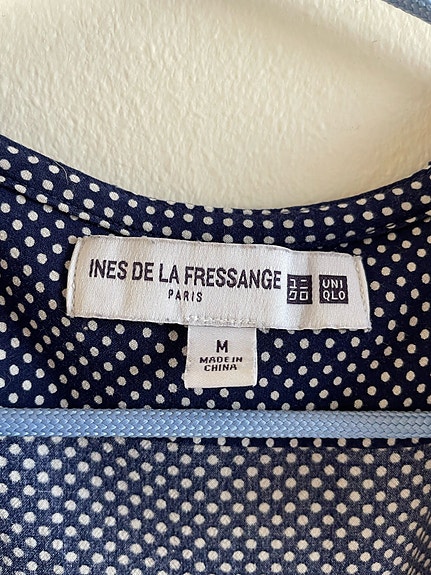 INES DE LA FRESSANGE
PARIS
ユニ
クロ
UNI
QLO
M
MADE IN
CHINA